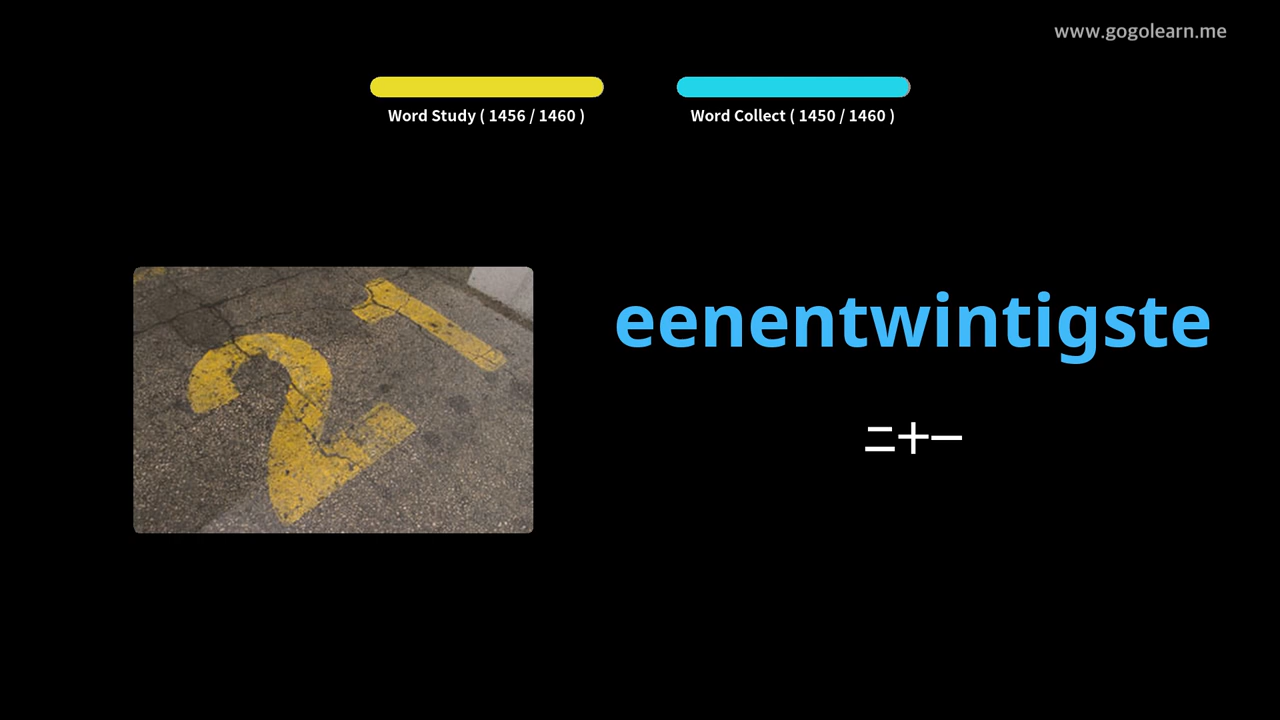 www.gogolearn.me
Word Study ( 1456 / 1460 )
Word Collect ( 1450 / 1460 )
21
eenentwintigste
二十一